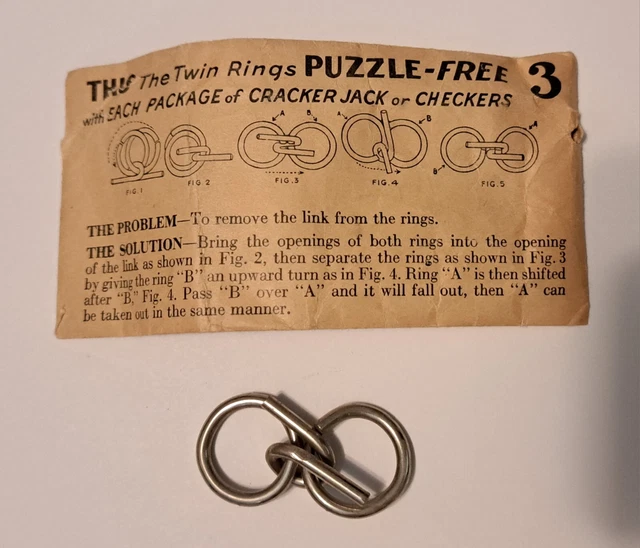 THIS The Twin Rings PUZZLE-FREE 3
with EACH PACKAGE of CRACKER JACK or CHECKERS
A B A B A
B
FIG.1 FIG 2 FIG.3 FIG.4 FIG.5
THE PROBLEM—To remove the link from the rings.
THE SOLUTION—Bring the openings of both rings into the opening
of the link as shown in Fig. 2, then separate the rings as shown in Fig. 3
by giving the ring "B" an upward turn as in Fig. 4. Ring "A" is then shifted
after "B," Fig. 4. Pass "B" over "A" and it will fall out, then "A" can
be taken out in the same manner.